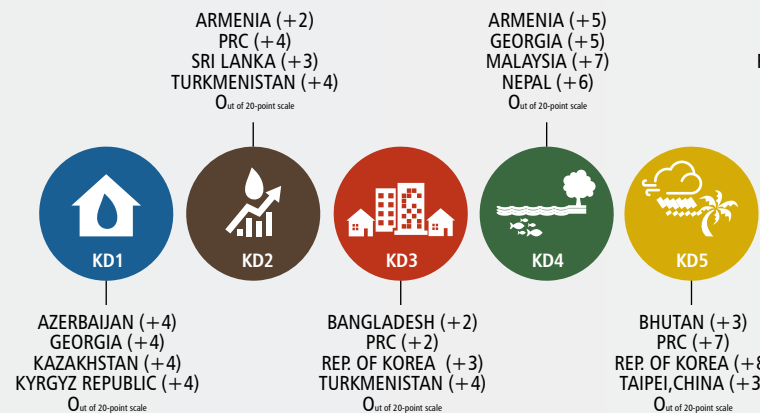 ARMENIA (+2)
PRC (+4)
SRI LANKA (+3)
TURKMENISTAN (+4)
Out of 20-point scale
ARMENIA (+5)
GEORGIA (+5)
MALAYSIA (+7)
NEPAL (+6)
Out of 20-point scale
KD1
KD2
KD3
KD4
KD5
AZERBAIJAN (+4)
GEORGIA (+4)
KAZAKHSTAN (+4)
KYRGYZ REPUBLIC (+4)
Out of 20-point scale
BANGLADESH (+2)
PRC (+2)
REP. OF KOREA (+3)
TURKMENISTAN (+4)
Out of 20-point scale
BHUTAN (+3)
PRC (+7)
REP. OF KOREA (+8
TAIPEI,CHINA (+3
Out of 20-point scale